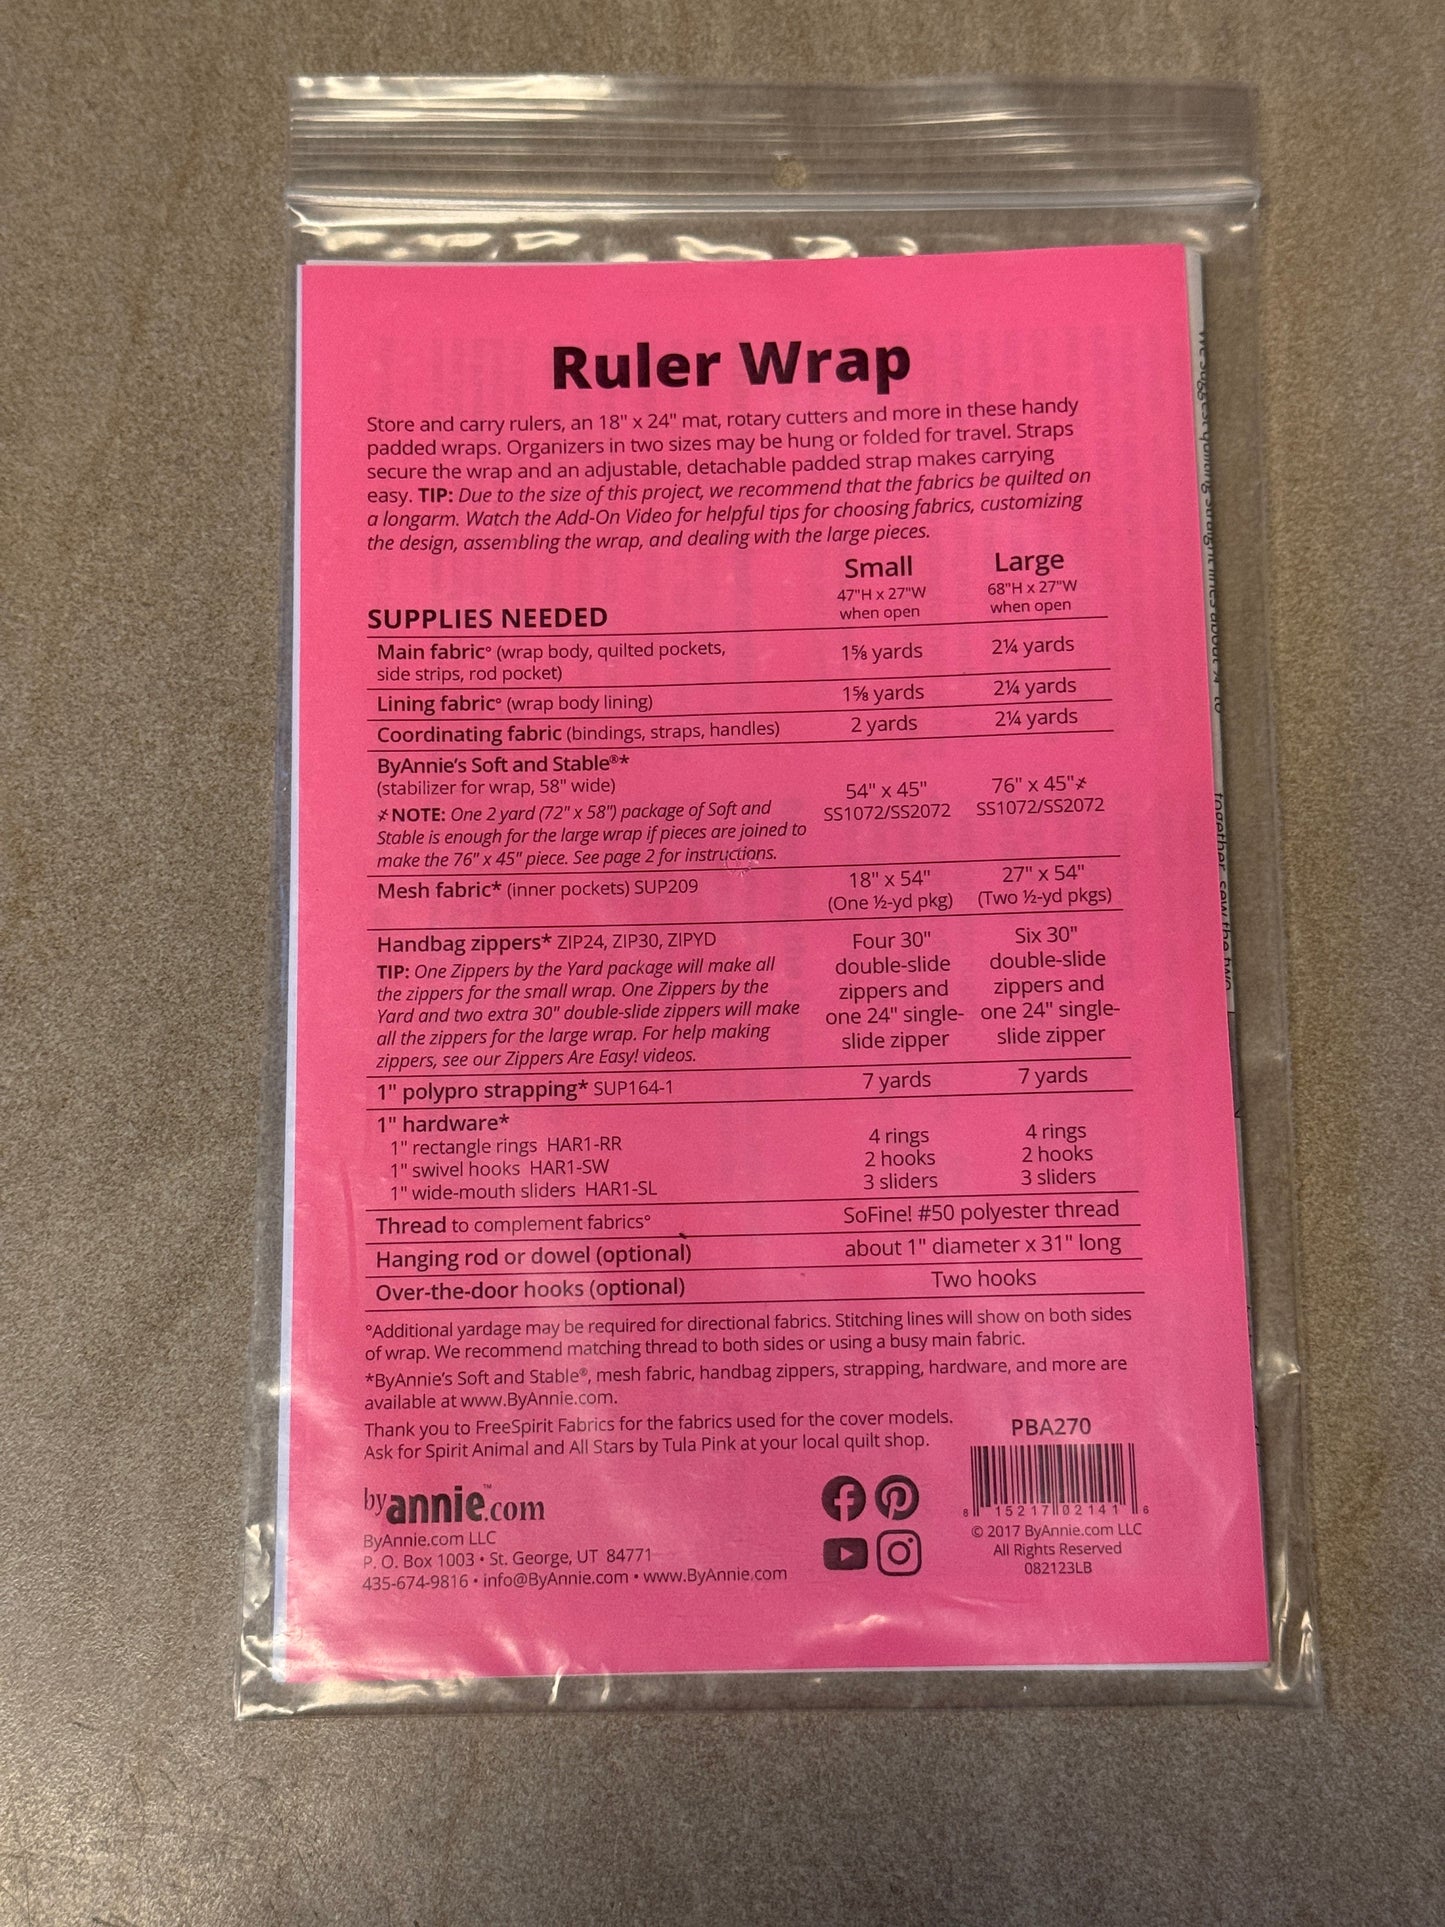 Ruler Wrap
Store and carry rulers, an 18" x 24" mat, rotary cutters and more in these handy
padded wraps. Organizers in two sizes may be hung or folded for travel. Straps
secure the wrap and an adjustable, detachable padded strap makes carrying
easy. TIP: Due to the size of this project, we recommend that the fabrics be quilted on
a longarm. Watch the Add-On Video for helpful tips for choosing fabrics, customizing
the design, assembling the wrap, and dealing with the large pieces.
SUPPLIES NEEDED
Small
47"H x 27"W
when open
Large
68"H x 27"W
when open
Main fabric° (wrap body, quilted pockets,
side strips, rod pocket)
1⅝ yards
2¼ yards
Lining fabric° (wrap body lining)
1⅝ yards
2¼ yards
Coordinating fabric (bindings, straps, handles)
2 yards
2¼ yards
ByAnnie's Soft and Stable®*
(stabilizer for wrap, 58" wide)
≭NOTE: One 2 yard (72" x 58") package of Soft and
Stable is enough for the large wrap if pieces are joined to
make the 76" x 45" piece. See page 2 for instructions.
54" x 45"
SS1072/SS2072
76" x 45"≭
SS1072/SS2072
Mesh fabric* (inner pockets) SUP209
18" x 54"
(One ½-yd pkg)
27" x 54"
(Two ½-yd pkgs)
Handbag zippers* ZIP24, ZIP30, ZIPYD
TIP: One Zippers by the Yard package will make all
the zippers for the small wrap. One Zippers by the
Yard and two extra 30" double-slide zippers will make
all the zippers for the large wrap. For help making
zippers, see our Zippers Are Easy! videos.
Four 30"
double-slide
zippers and
one 24" single-
slide zipper
Six 30"
double-slide
zippers and
one 24" single-
slide zipper
1" polypro strapping* SUP164-1
7 yards
7 yards
1" hardware*
1" rectangle rings HAR1-RR
1" swivel hooks HAR1-SW
1" wide-mouth sliders HAR1-SL
4 rings
2 hooks
3 sliders
4 rings
2 hooks
3 sliders
Thread to complement fabrics°
SoFine! #50 polyester thread
Hanging rod or dowel (optional)
about 1" diameter x 31" long
Over-the-door hooks (optional)
Two hooks
°Additional yardage may be required for directional fabrics. Stitching lines will show on both sides
of wrap. We recommend matching thread to both sides or using a busy main fabric.
*ByAnnie's Soft and Stable®, mesh fabric, handbag zippers, strapping, hardware, and more are
available at www.ByAnnie.com.
Thank you to FreeSpirit Fabrics for the fabrics used for the cover models.
Ask for Spirit Animal and All Stars by Tula Pink at your local quilt shop.
byannie.com™
ByAnnie.com LLC
P. O. Box 1003 • St. George, UT 84771
435-674-9816 • info@ByAnnie.com • www.ByAnnie.com
PBA270
8 15217 02141 6
© 2017 ByAnnie.com LLC
All Rights Reserved
082123LB
We suggest quilting straight lines about
together, sew the two